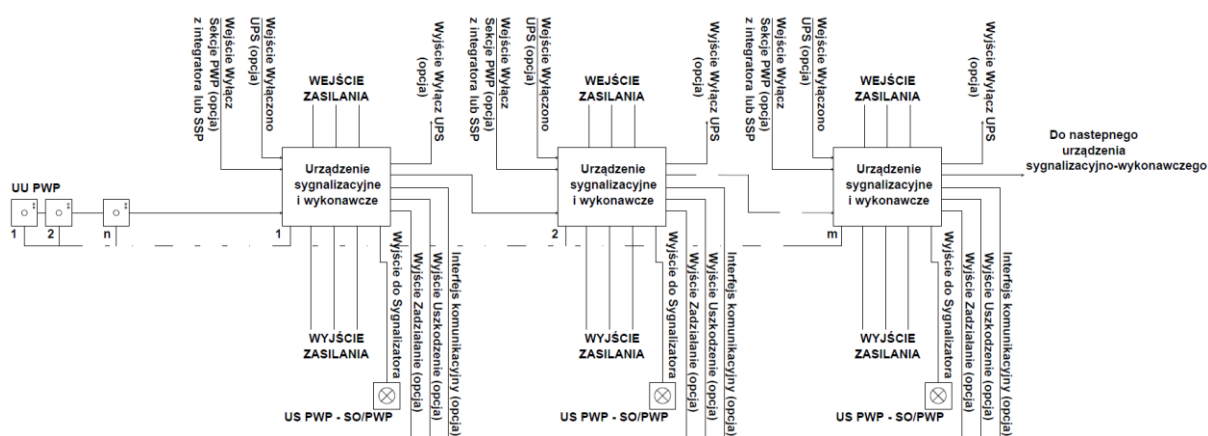 Wejście Wyłącz
Sekcje PWP (opcja)
z integratora lub SSP
Wejście Wyłączono
UPS (opcja)
WEJŚCIE
ZASILANIA
Wyjście Wyłącz UPS
(opcja)
Urządzenie
sygnalizacyjne
i wykonawcze
1
WYJŚCIE
ZASILANIA
Wyjście do Sygnalizatora
Wyjście Zadziałanie (opcja)
Wyjście Uszkodzenie (opcja)
Interfejs komunikacyjny (opcja)
US PWP - SO/PWP
UU PWP
1
2
n
Wejście Wyłącz
Sekcje PWP (opcja)
z integratora lub SSP
Wejście Wyłączono
UPS (opcja)
WEJŚCIE
ZASILANIA
Wyjście Wyłącz UPS
(opcja)
Urządzenie
sygnalizacyjne
i wykonawcze
2
WYJŚCIE
ZASILANIA
Wyjście do Sygnalizatora
Wyjście Zadziałanie (opcja)
Wyjście Uszkodzenie (opcja)
Interfejs komunikacyjny (opcja)
US PWP - SO/PWP
Wejście Wyłącz
Sekcje PWP (opcja)
z integratora lub SSP
Wejście Wyłączono
UPS (opcja)
WEJŚCIE
ZASILANIA
Wyjście Wyłącz UPS
(opcja)
Urządzenie
sygnalizacyjne
i wykonawcze
m
WYJŚCIE
ZASILANIA
Wyjście do Sygnalizatora
Wyjście Zadziałanie (opcja)
Wyjście Uszkodzenie (opcja)
Interfejs komunikacyjny (opcja)
US PWP - SO/PWP
Do nastepnego
urządzenia
sygnalizacyjno-wykonawczego